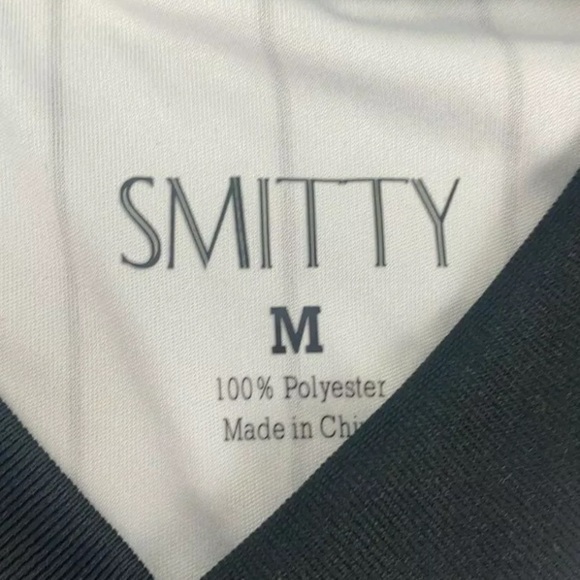 SMITTY
M
100% Polyester
Made in Chi